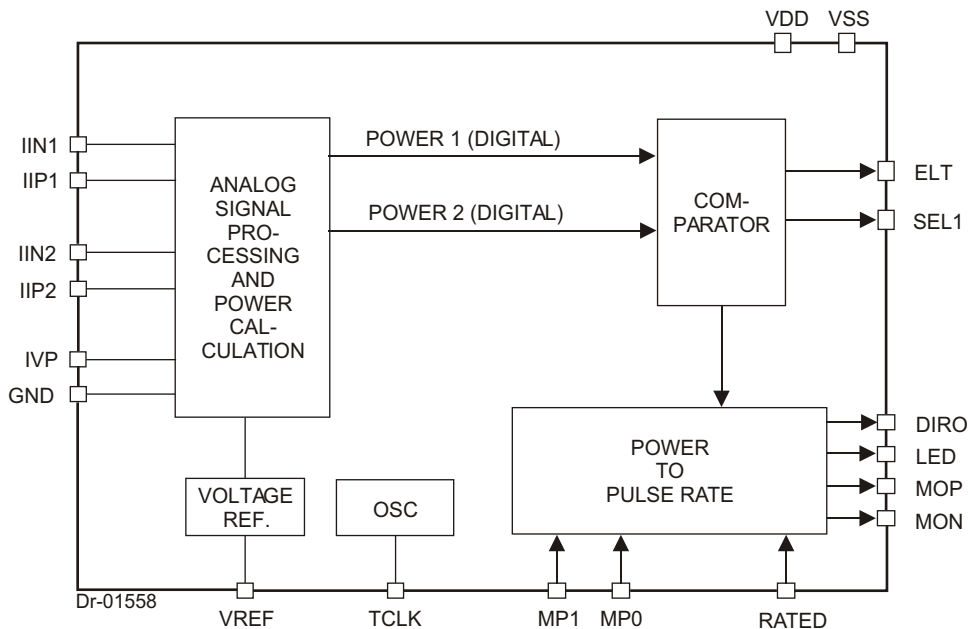 VDD VSS
IIN1
IIP1
IIN2
IIP2
IVP
GND
ANALOG
SIGNAL
PRO-
CESSING
AND
POWER
CAL-
CULATION
POWER 1 (DIGITAL)
POWER 2 (DIGITAL)
COM-
PARATOR
ELT
SEL1
POWER
TO
PULSE RATE
DIRO
LED
MOP
MON
VOLTAGE
REF.
OSC
Dr-01558
VREF
TCLK
MP1
MP0
RATED